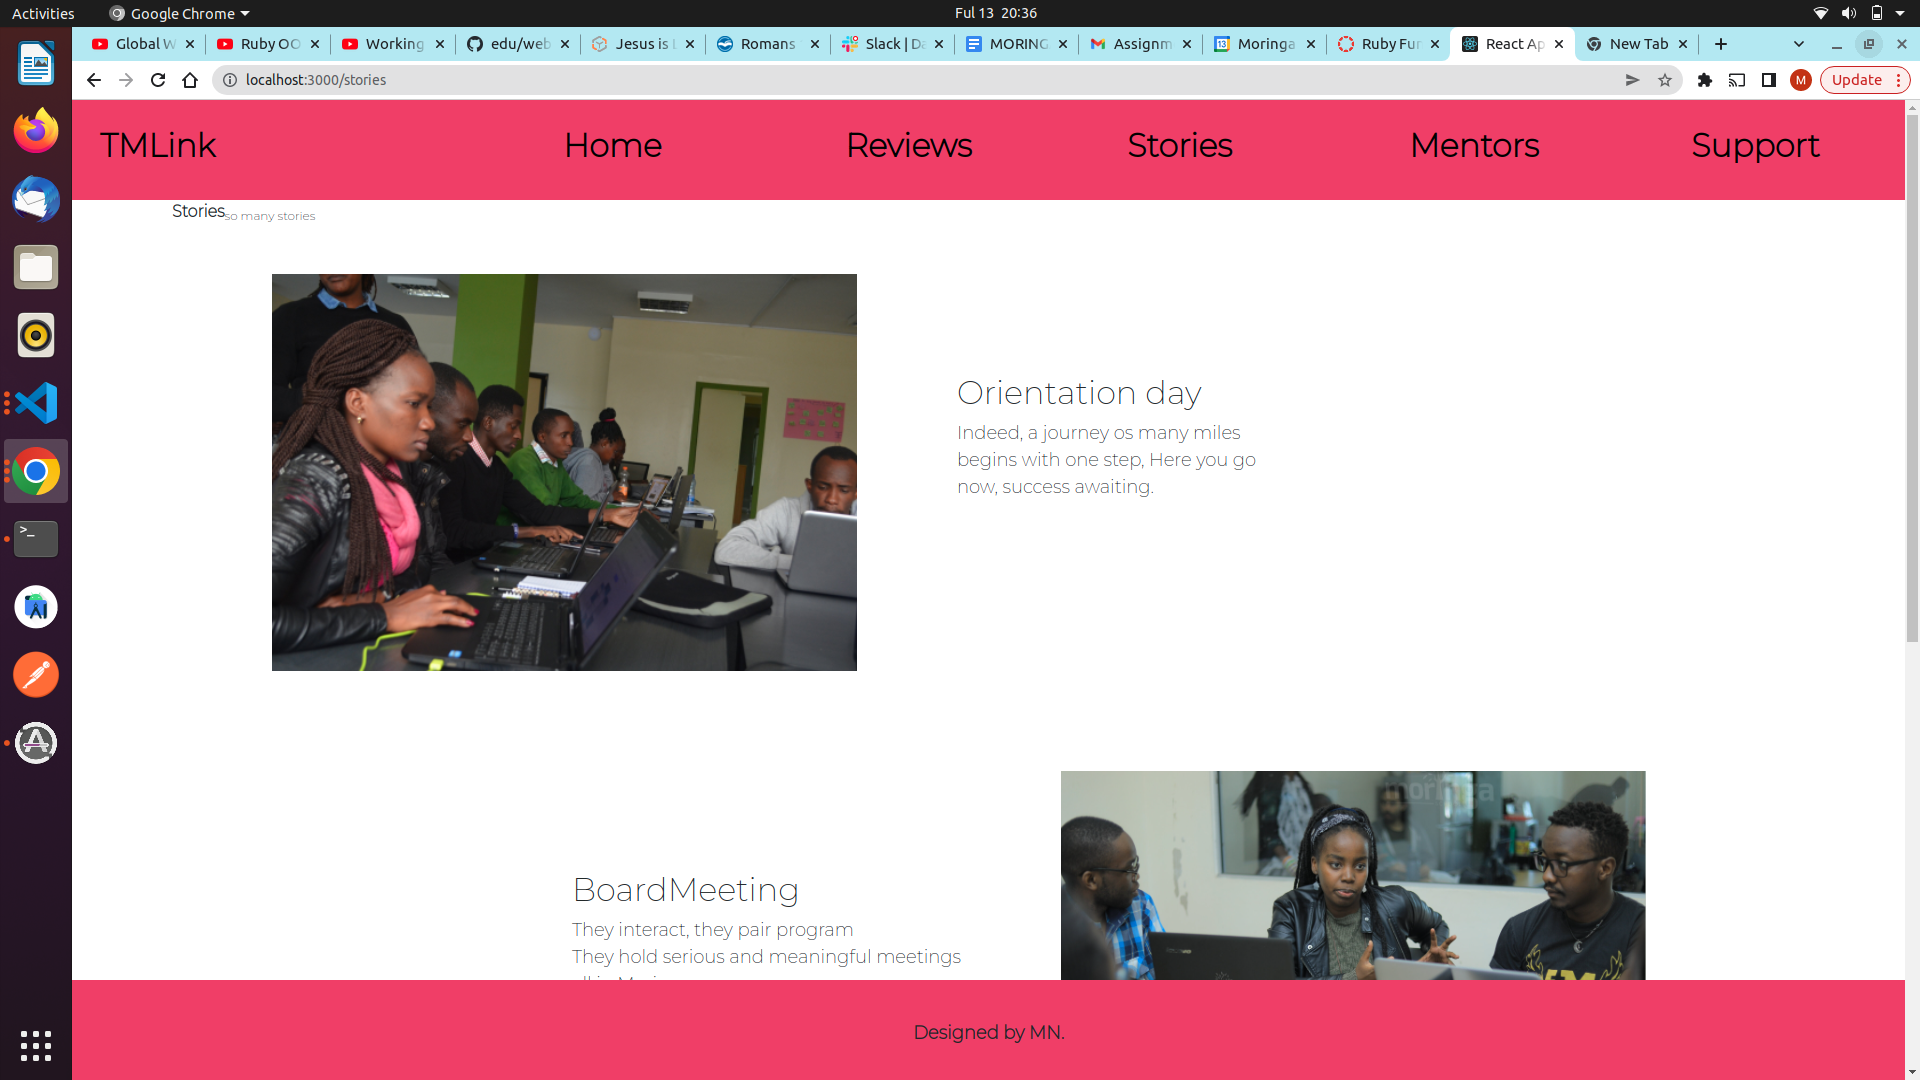 Activities
Google Chrome
Ful 13 20:36
Global W
Ruby OO
Working
edu/web
Jesus is
Romans
Slack | Da
MORING
Assignm
Moringa
Ruby Fur
React Ap
New Tab
localhost:3000/stories
M
Update
TMLink
Home
Reviews
Stories
Mentors
Support
Stories so many stories
Orientation day
Indeed, a journey os many miles
begins with one step, Here you go
now, success awaiting.
BoardMeeting
They interact, they pair program
They hold serious and meaningful meetings
moringa
Designed by MN.